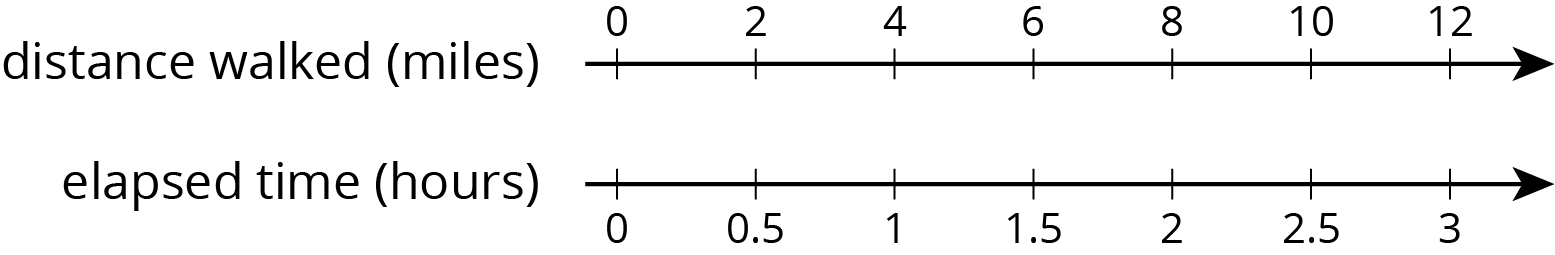 0 2 4 6 8 10 12
distance walked (miles)
elapsed time (hours)
0 0.5 1 1.5 2 2.5 3